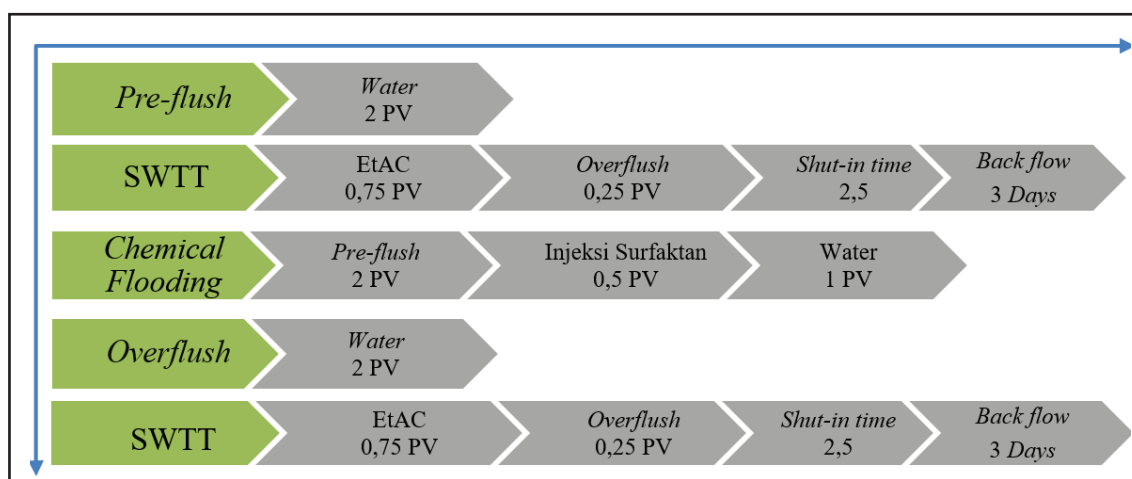 Pre-flush
Water
2 PV
SWTT
EtAC
0,75 PV
Overflush
0,25 PV
Shut-in time
2,5
Back flow
3 Days
Chemical
Flooding
Pre-flush
2 PV
Injeksi Surfaktan
0,5 PV
Water
1 PV
Overflush
Water
2 PV
SWTT
EtAC
0,75 PV
Overflush
0,25 PV
Shut-in time
2,5
Back flow
3 Days